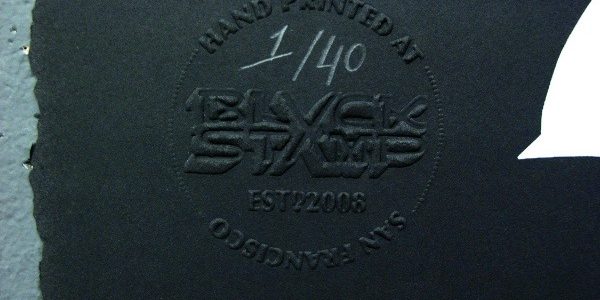 HAND PRINTED AT
1/40
BLACK
STAMP
EST. 2008
SAN FRANCISCO